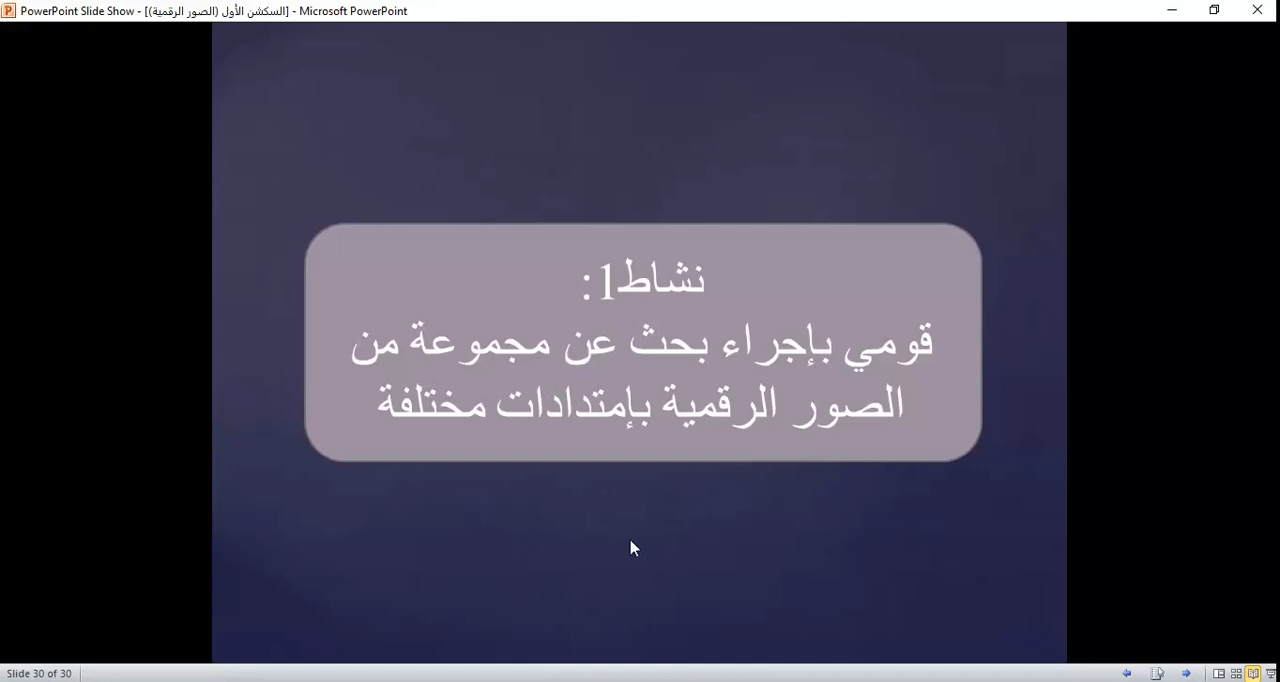 PowerPoint Slide Show - [السكشن الأول (الصور الرقمية)] - Microsoft PowerPoint
نشاط1:
قومي بإجراء بحث عن مجموعة من
الصور الرقمية بإمتدادات مختلفة
Slide 30 of 30